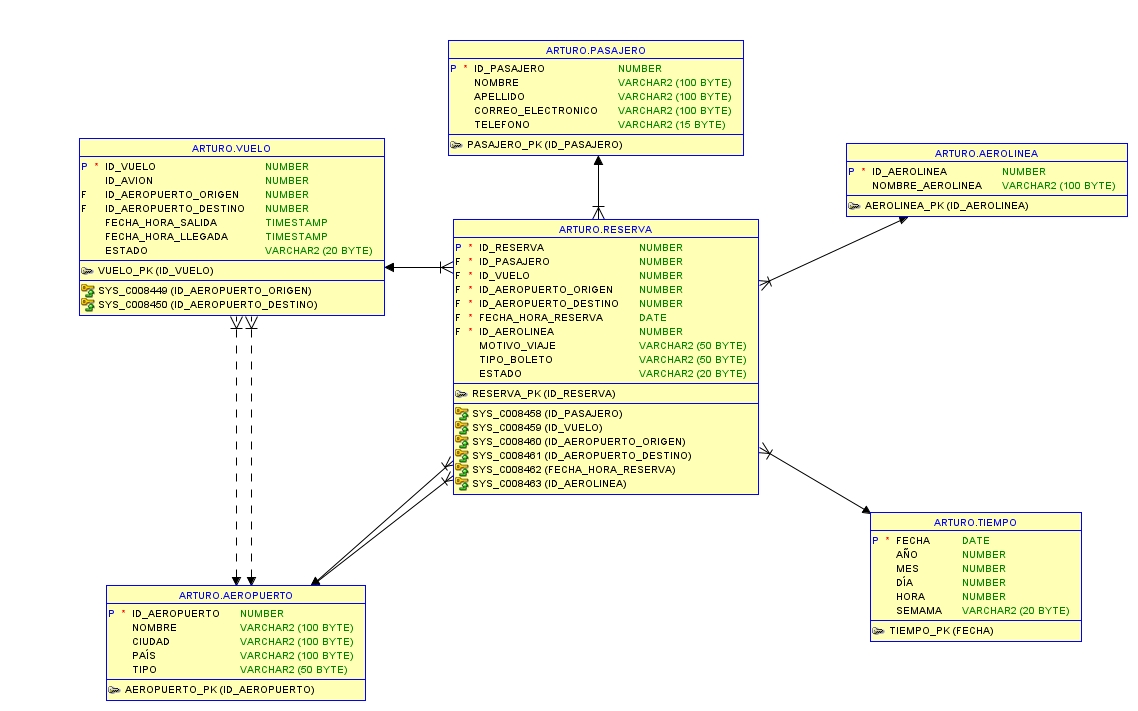 ARTURO.PASAJERO
P * ID_PASAJERO NUMBER
NOMBRE VARCHAR2 (100 BYTE)
APELLIDO VARCHAR2 (100 BYTE)
CORREO_ELECTRONICO VARCHAR2 (100 BYTE)
TELEFONO VARCHAR2 (15 BYTE)
PASAJERO_PK (ID_PASAJERO)
ARTURO.VUELO
P * ID_VUELO NUMBER
ID_AVION NUMBER
F ID_AEROPUERTO_ORIGEN NUMBER
F ID_AEROPUERTO_DESTINO NUMBER
FECHA_HORA_SALIDA TIMESTAMP
FECHA_HORA_LLEGADA TIMESTAMP
ESTADO VARCHAR2 (20 BYTE)
VUELO_PK (ID_VUELO)
SYS_C008449 (ID_AEROPUERTO_ORIGEN)
SYS_C008450 (ID_AEROPUERTO_DESTINO)
ARTURO.AEROLINEA
P * ID_AEROLINEA NUMBER
NOMBRE_AEROLINEA VARCHAR2 (100 BYTE)
AEROLINEA_PK (ID_AEROLINEA)
ARTURO.RESERVA
P * ID_RESERVA NUMBER
F * ID_PASAJERO NUMBER
F * ID_VUELO NUMBER
F * ID_AEROPUERTO_ORIGEN NUMBER
F * ID_AEROPUERTO_DESTINO NUMBER
F * FECHA_HORA_RESERVA DATE
F * ID_AEROLINEA NUMBER
MOTIVO_VIAJE VARCHAR2 (50 BYTE)
TIPO_BOLETO VARCHAR2 (50 BYTE)
ESTADO VARCHAR2 (20 BYTE)
RESERVA_PK (ID_RESERVA)
SYS_C008458 (ID_PASAJERO)
SYS_C008459 (ID_VUELO)
SYS_C008460 (ID_AEROPUERTO_ORIGEN)
SYS_C008461 (ID_AEROPUERTO_DESTINO)
SYS_C008462 (FECHA_HORA_RESERVA)
SYS_C008463 (ID_AEROLINEA)
ARTURO.TIEMPO
P * FECHA DATE
AÑO NUMBER
MES NUMBER
DÍA NUMBER
HORA NUMBER
SEMAMA VARCHAR2 (20 BYTE)
TIEMPO_PK (FECHA)
ARTURO.AEROPUERTO
P * ID_AEROPUERTO NUMBER
NOMBRE VARCHAR2 (100 BYTE)
CIUDAD VARCHAR2 (100 BYTE)
PAÍS VARCHAR2 (100 BYTE)
TIPO VARCHAR2 (50 BYTE)
AEROPUERTO_PK (ID_AEROPUERTO)